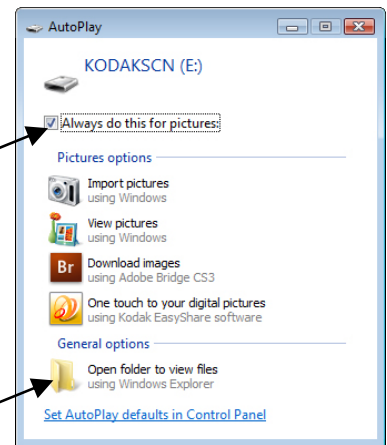 AutoPlay
KODAKSCN (E:)
Always do this for pictures:
Pictures options
Import pictures
using Windows
View pictures
using Windows
Br
Download images
using Adobe Bridge CS3
One touch to your digital pictures
using Kodak EasyShare software
General options
Open folder to view files
using Windows Explorer
Set AutoPlay defaults in Control Panel